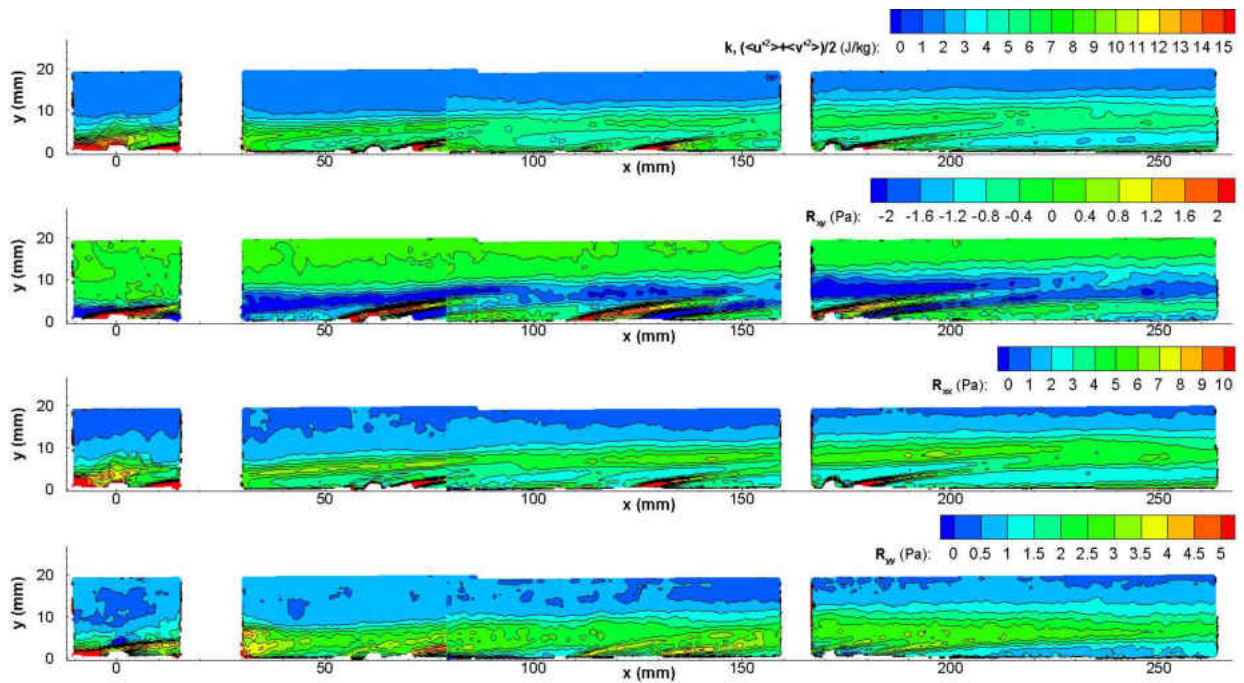 k, (<u'²>+<v'²>)/2 (J/kg): 0 1 2 3 4 5 6 7 8 9 10 11 12 13 14 15
y (mm)
20
10
0
0 50 100 150 200 250
x (mm)
R_xy (Pa): -2 -1.6 -1.2 -0.8 -0.4 0 0.4 0.8 1.2 1.6 2
y (mm)
20
10
0
0 50 100 150 200 250
x (mm)
R_xx (Pa): 0 1 2 3 4 5 6 7 8 9 10
y (mm)
20
10
0
0 50 100 150 200 250
x (mm)
R_yy (Pa): 0 0.5 1 1.5 2 2.5 3 3.5 4 4.5 5
y (mm)
20
10
0
0 50 100 150 200 250
x (mm)